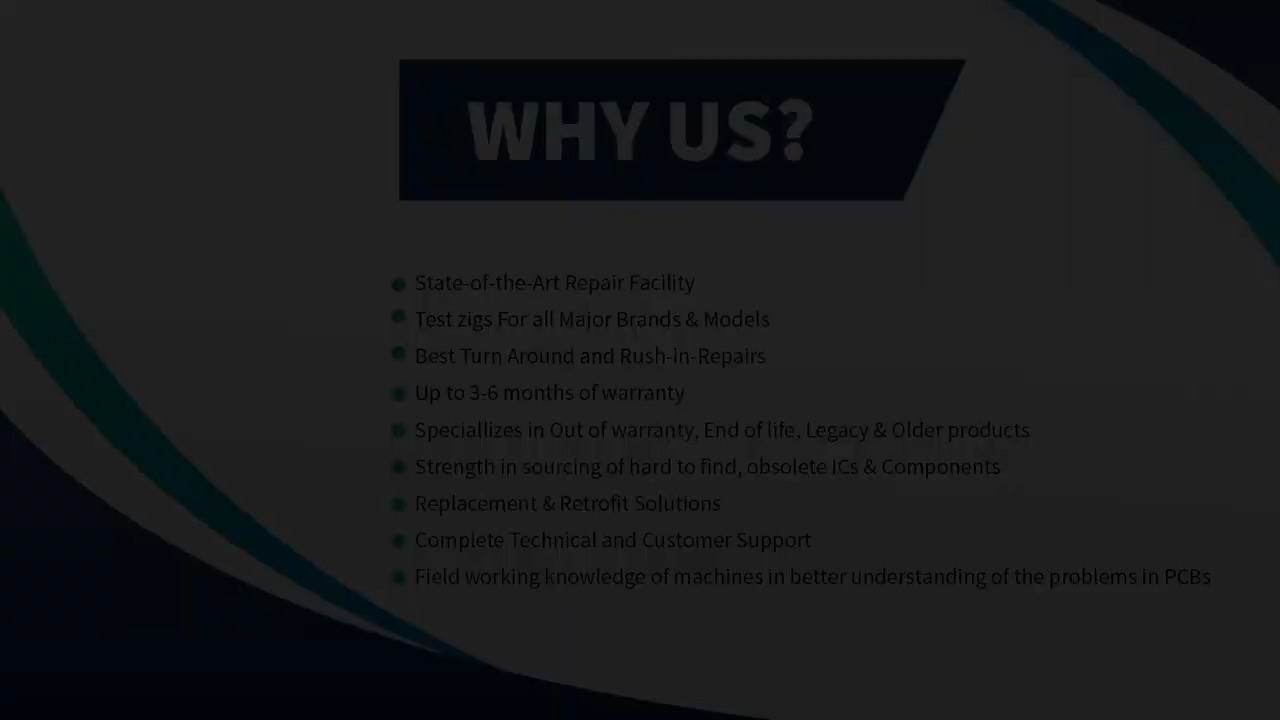 WHY US?
State-of-the-Art Repair Facility
Test zigs For all Major Brands & Models
Best Turn Around and Rush-in-Repairs
Up to 3-6 months of warranty
Speciallizes in Out of warranty, End of life, Legacy & Older products
Strength in sourcing of hard to find, obsolete ICs & Components
Replacement & Retrofit Solutions
Complete Technical and Customer Support
Field working knowledge of machines in better understanding of the problems in PCBs